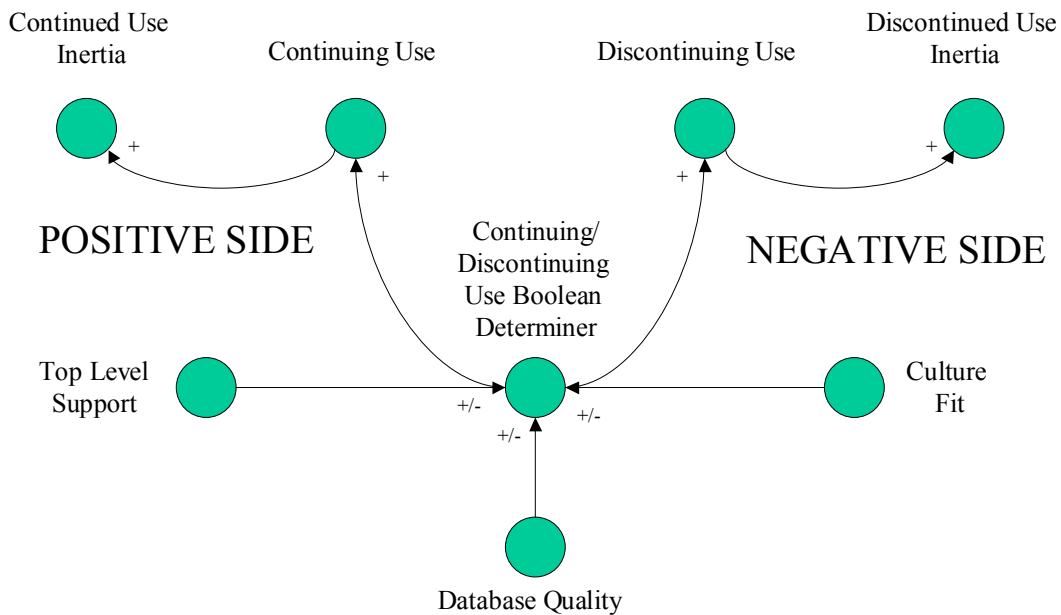 Continued Use
Inertia
Continuing Use
Discontinuing Use
Discontinued Use
Inertia
+
+
+
+
POSITIVE SIDE
Continuing/
Discontinuing
Use Boolean
Determiner
NEGATIVE SIDE
Top Level
Support
+/-
+/-
+/-
Culture
Fit
Database Quality